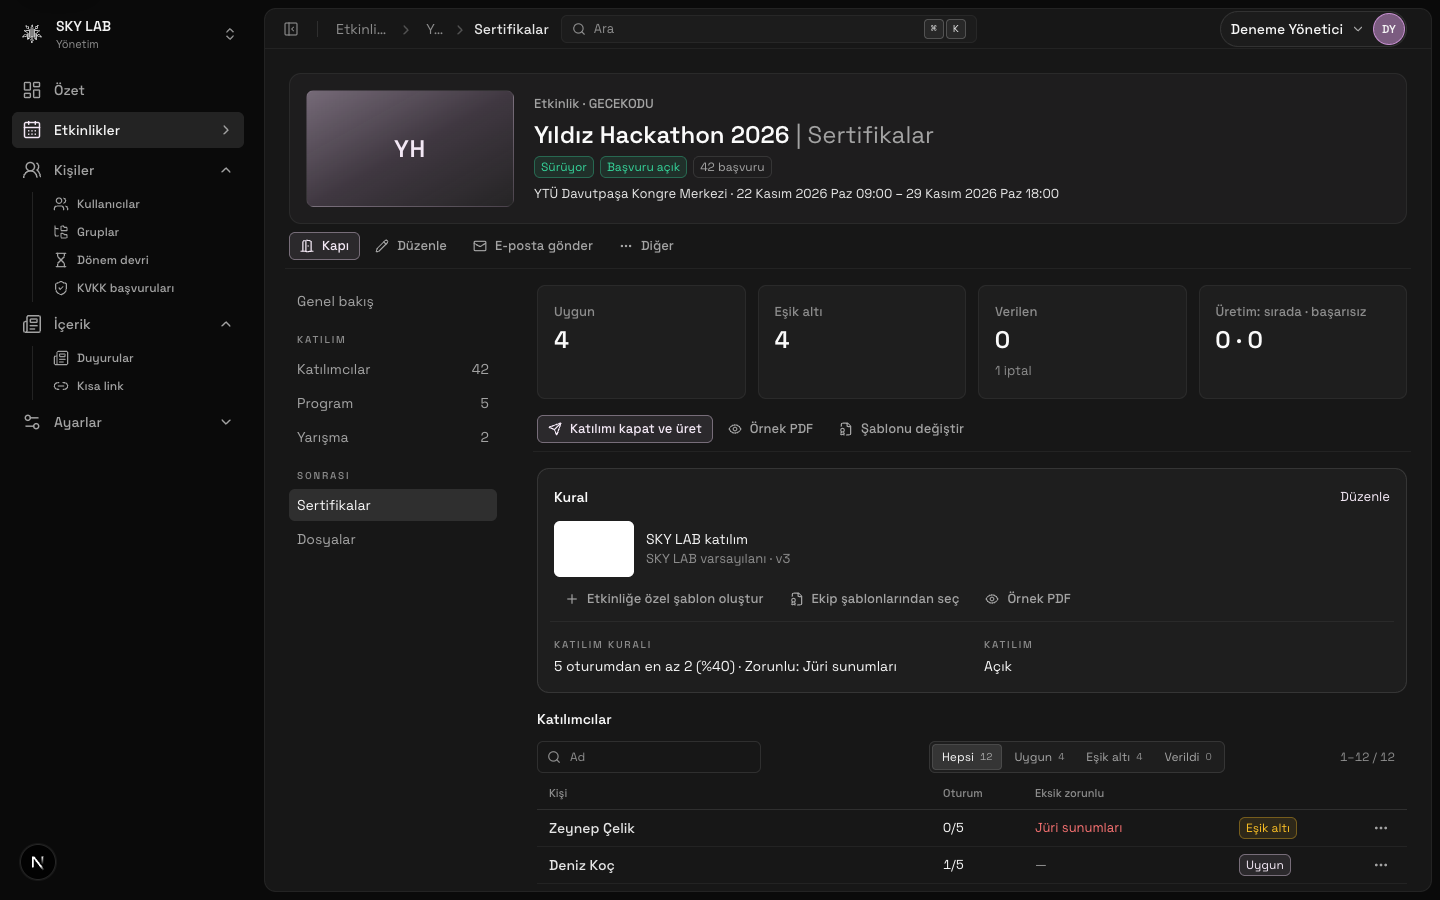 SKY LAB
Yönetim
Özet
Etkinlikler
Kişiler
Kullanıcılar
Gruplar
Dönem devri
KVKK başvuruları
İçerik
Duyurular
Kısa link
Ayarlar
N
Etkinli... > Y... > Sertifikalar
Ara
⌘ K
Deneme Yönetici
DY
YH
Etkinlik · GECEKODU
Yıldız Hackathon 2026 | Sertifikalar
Sürüyor Başvuru açık 42 başvuru
YTÜ Davutpaşa Kongre Merkezi · 22 Kasım 2026 Paz 09:00 – 29 Kasım 2026 Paz 18:00
Kapı Düzenle E-posta gönder Diğer
Genel bakış
KATILIM
Katılımcılar 42
Program 5
Yarışma 2
SONRASI
Sertifikalar
Dosyalar
Uygun
4
Eşik altı
4
Verilen
0
1 iptal
Üretim: sırada · başarısız
0 · 0
Katılımı kapat ve üret Örnek PDF Şablonu değiştir
Kural Düzenle
SKY LAB katılım
SKY LAB varsayılanı · v3
Etkinliğe özel şablon oluştur Ekip şablonlarından seç Örnek PDF
KATILIM KURALI
5 oturumdan en az 2 (%40) · Zorunlu: Jüri sunumları
KATILIM
Açık
Katılımcılar
Ad
Hepsi 12 Uygun 4 Eşik altı 4 Verildi 0
1–12 / 12
Kişi Oturum Eksik zorunlu
Zeynep Çelik 0/5 Jüri sunumları Eşik altı
Deniz Koç 1/5 — Uygun